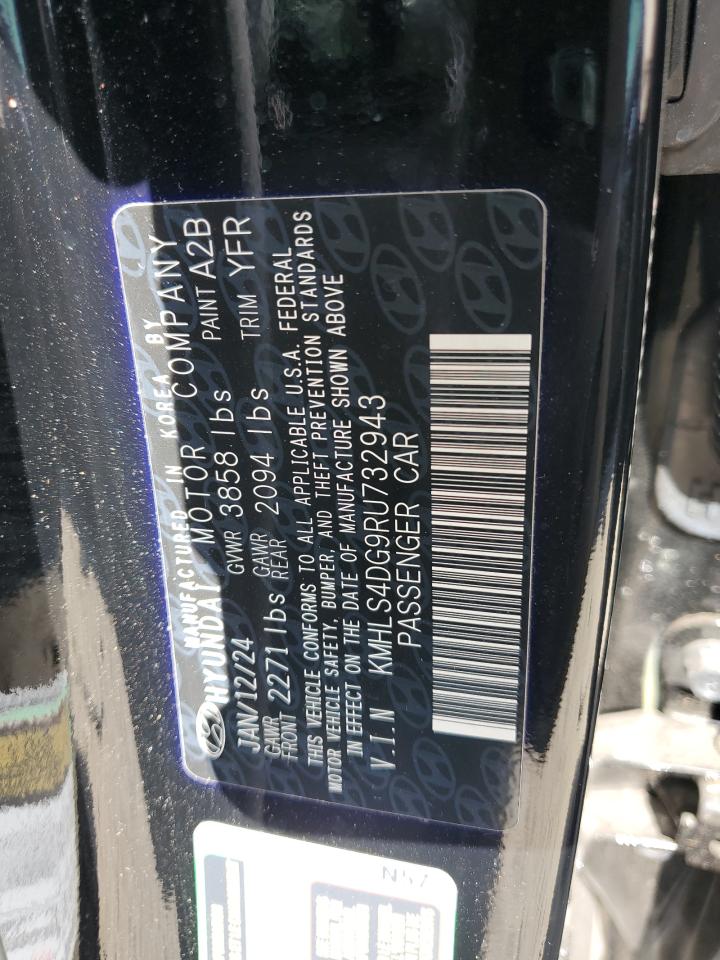 MANUFACTURED IN KOREA BY
HYUNDAI MOTOR COMPANY
JAN/12/24 GVWR 3858 lbs PAINT A2B
GAWR FRONT 2271 lbs GAWR REAR 2094 lbs TRIM YFR
THIS VEHICLE CONFORMS TO ALL APPLICABLE U.S.A. FEDERAL
MOTOR VEHICLE SAFETY, BUMPER, AND THEFT PREVENTION STANDARDS
IN EFFECT ON THE DATE OF MANUFACTURE SHOWN ABOVE
V.I.N KMHLS4DG9RU732943
PASSENGER CAR